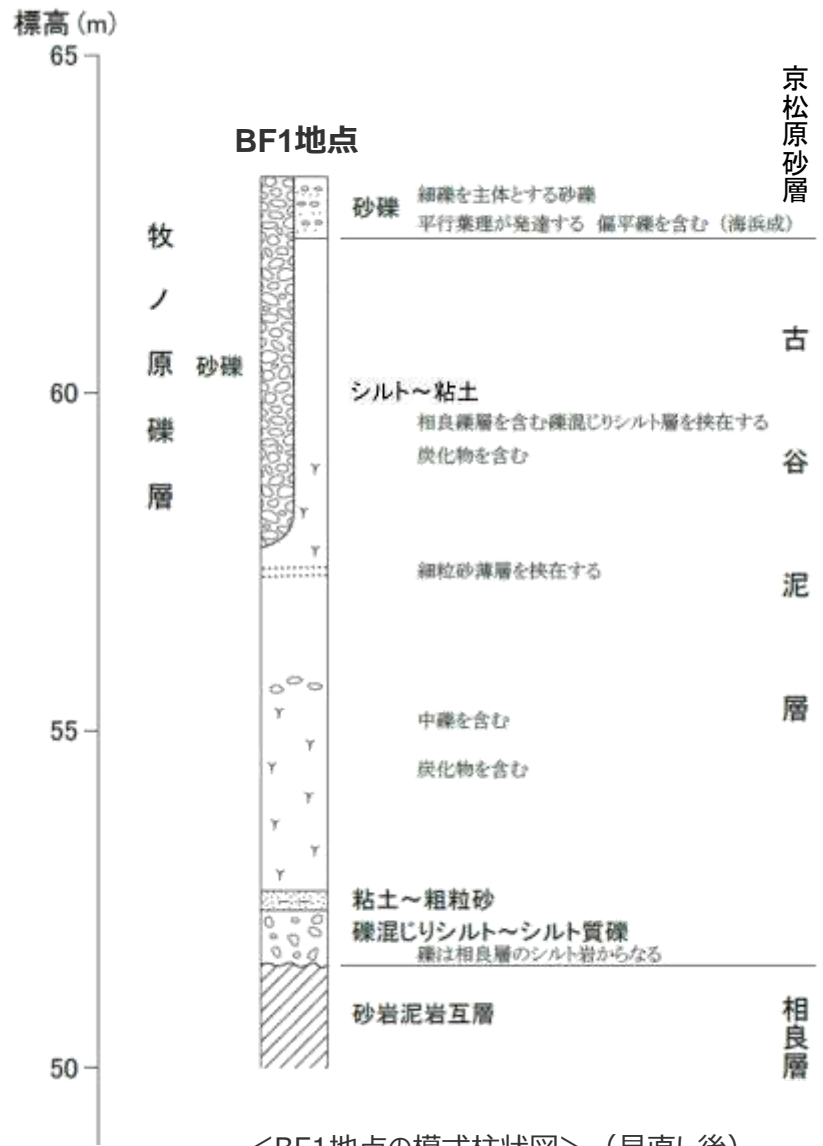 標高(m)
65
京松原砂層
BF1地点
砂礫
細礫を主体とする砂礫
平行葉理が発達する 偏平礫を含む(海浜成)
牧ノ原礫層
砂礫
古谷泥層
60
シルト~粘土
相良礫層を含む礫混じりシルト層を挟在する
炭化物を含む
細粒砂薄層を挟在する
55
中礫を含む
炭化物を含む
粘土~粗粒砂
礫混じりシルト~シルト質礫
礫は相良層のシルト岩からなる
砂岩泥岩互層
相良層
50
<BF1地点の模式柱状図>(見直し後)